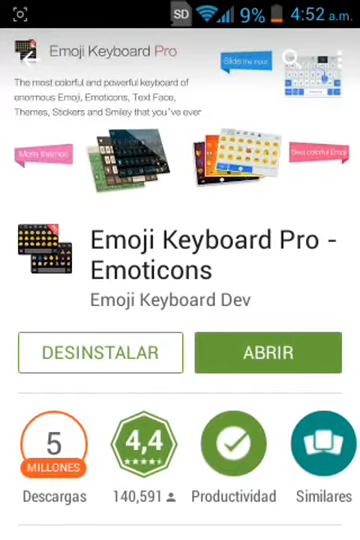 SD 9% 4:52 a.m.
Emoji Keyboard Pro
Slide the input
The most colorful and powerful keyboard of
enormous Emoji, Emoticons, Text Face,
Themes, Stickers and Smiley that you've ever
More themes
Best colorful Emoji
Emoji Keyboard Pro -
Emoticons
Emoji Keyboard Dev
DESINSTALAR
ABRIR
5
MILLONES
4,4
Descargas
140,591
Productividad
Similares